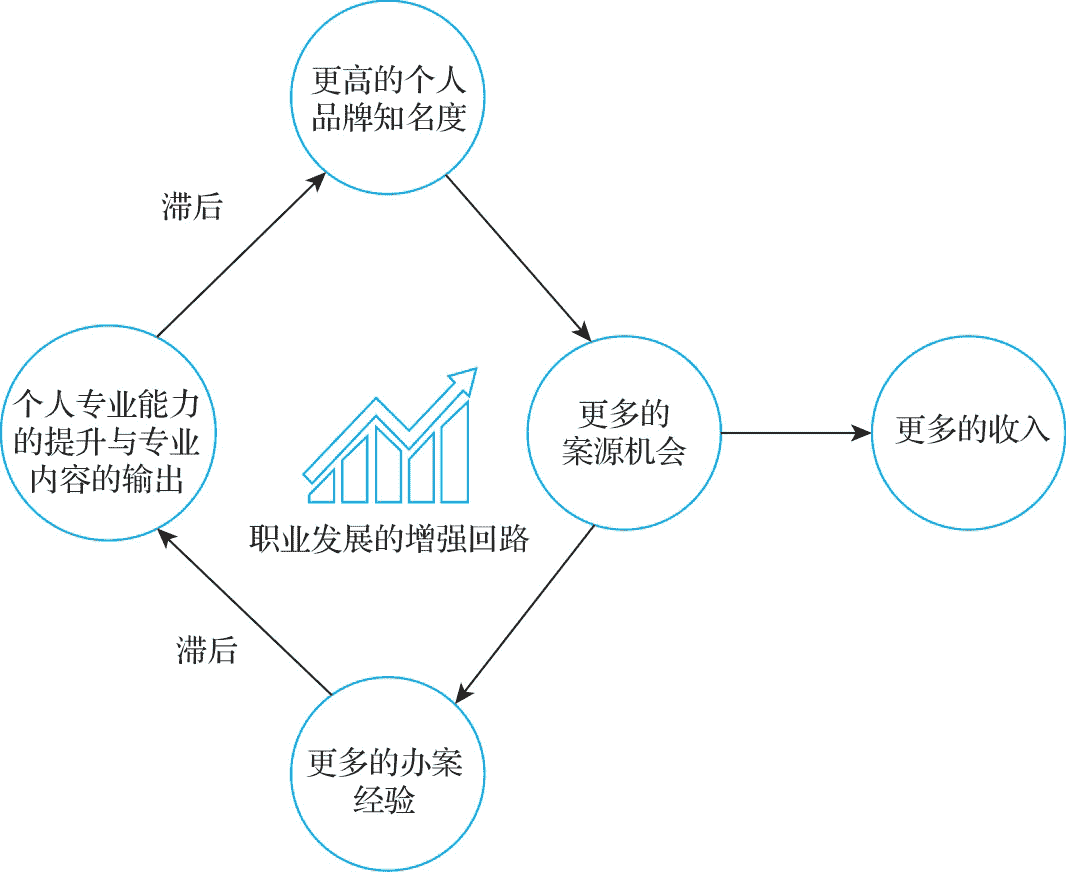 更高的个人
品牌知名度
滞后
个人专业能力
的提升与专业
内容的输出
更多的
案源机会
更多的收入
职业发展的增强回路
滞后
更多的办案
经验